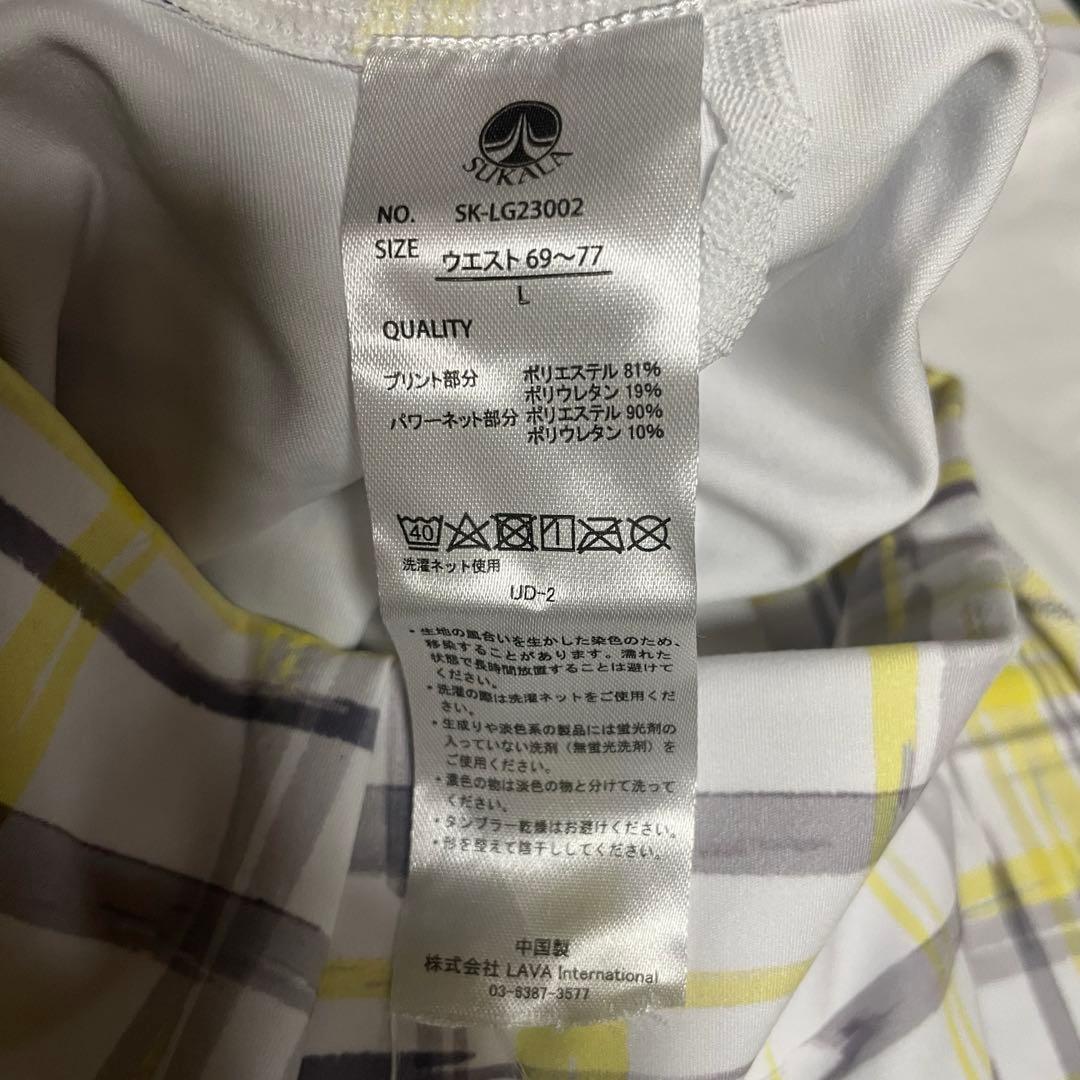 SUKALA
NO. SK-LG23002
SIZE ウエスト 69～77
L
QUALITY
プリント部分 ポリエステル 81%
ポリウレタン 19%
パワーネット部分 ポリエステル 90%
ポリウレタン 10%
40
洗濯ネット使用
IJD-2
・生地の風合いを生かした染色のため、
移染することがあります。濡れた
状態で長時間放置することは避けて
ください。
・洗濯の際は洗濯ネットをご使用くだ
さい。
・生成りや淡色系の製品には蛍光剤の
入っていない洗剤（無蛍光洗剤）を
ご使用ください。
・濃色の物は淡色の物と分けて洗って
ください。
・タンブラー乾燥はお避けください。
・形を整えて陰干ししてください。
中国製
株式会社 LAVA International
03-6387-3577